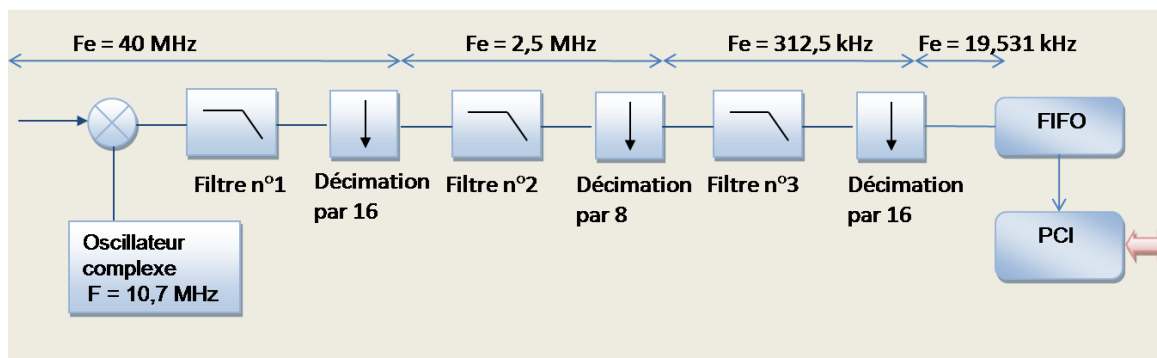 Fe = 40 MHz
Fe = 2,5 MHz
Fe = 312,5 kHz
Fe = 19,531 kHz
Filtre n°1
Décimation
par 16
Filtre n°2
Décimation
par 8
Filtre n°3
Décimation
par 16
FIFO
PCI
Oscillateur
complexe
F = 10,7 MHz